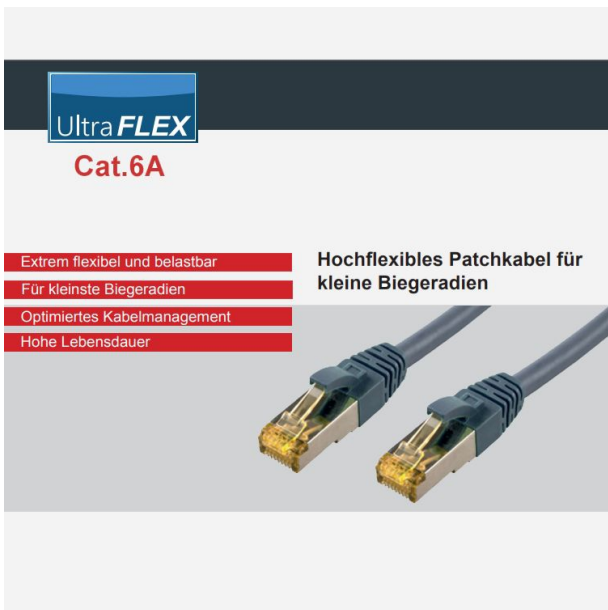 Ultra FLEX
Cat.6A
Extrem flexibel und belastbar
Für kleinste Biegeradien
Optimiertes Kabelmanagement
Hohe Lebensdauer
Hochflexibles Patchkabel für
kleine Biegeradien